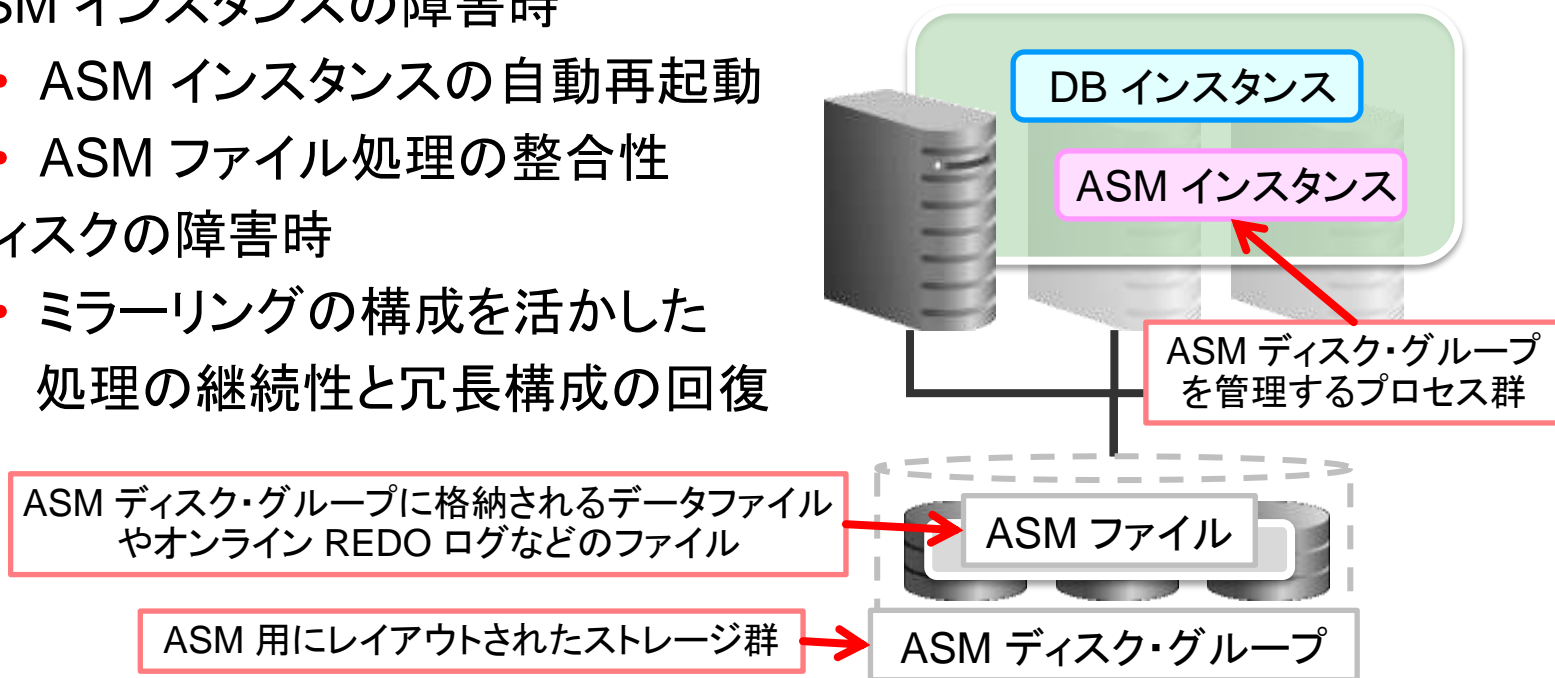 SM インスタンスの障害時
• ASM インスタンスの自動再起動
• ASM ファイル処理の整合性
ィスクの障害時
• ミラーリングの構成を活かした
処理の継続性と冗長構成の回復
DB インスタンス
ASM インスタンス
ASM ディスク・グループ
を管理するプロセス群
ASM ディスク・グループに格納されるデータファイル
やオンライン REDO ログなどのファイル
ASM ファイル
ASM 用にレイアウトされたストレージ群
ASM ディスク・グループ